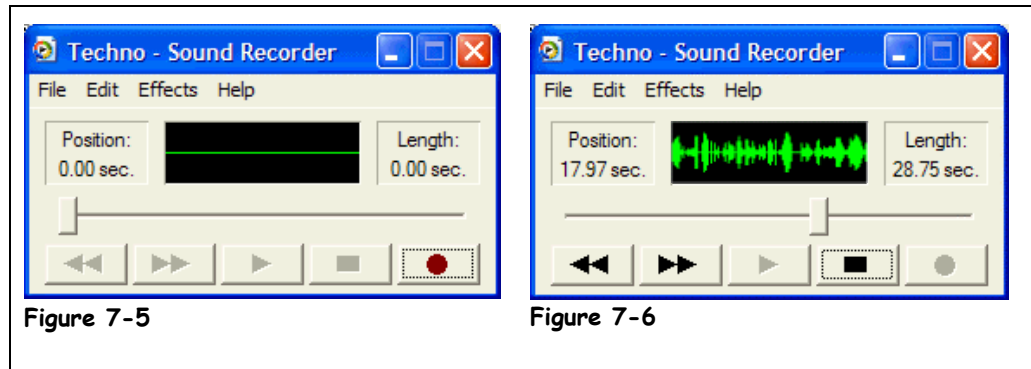 Techno - Sound Recorder
File Edit Effects Help
Position:
0.00 sec.
Length:
0.00 sec.
Figure 7-5
Techno - Sound Recorder
File Edit Effects Help
Position:
17.97 sec.
Length:
28.75 sec.
Figure 7-6